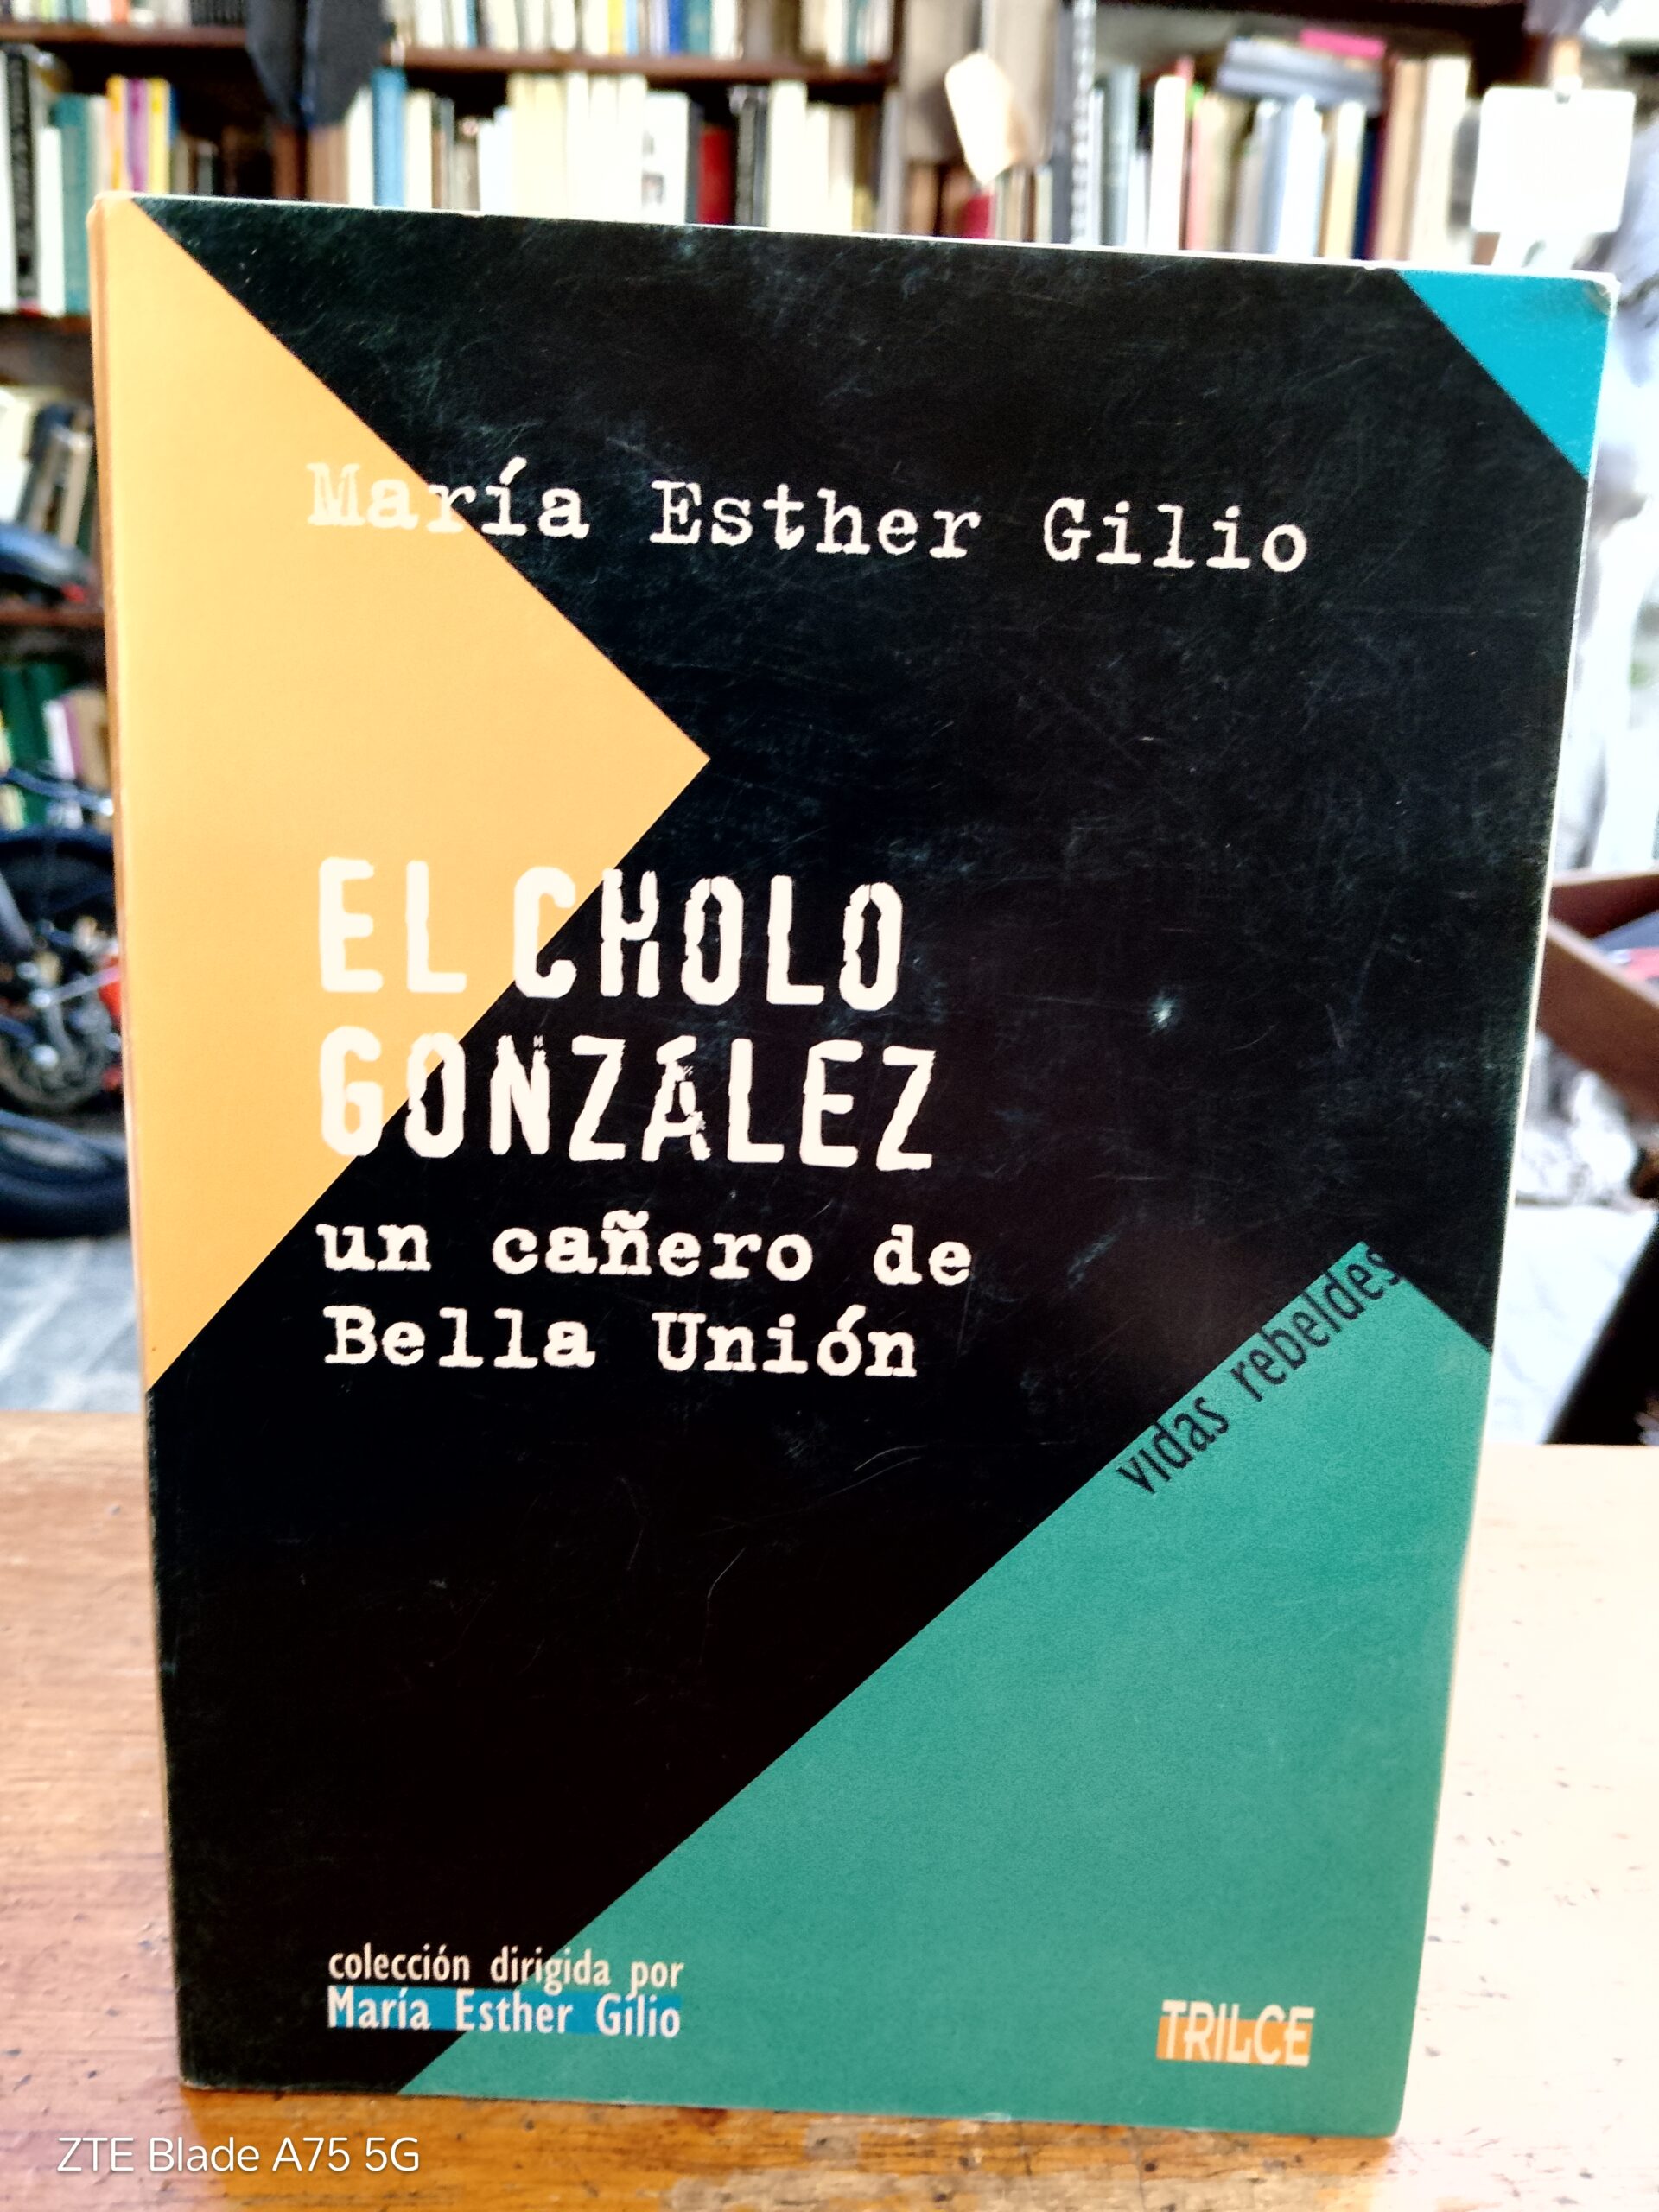 María Esther Gilio
EL CHOLO
GONZÁLEZ
un cañero de
Bella Unión
vidas rebeldes
colección dirigida por
María Esther Gilio
TRILCE
ZTE Blade A75 5G